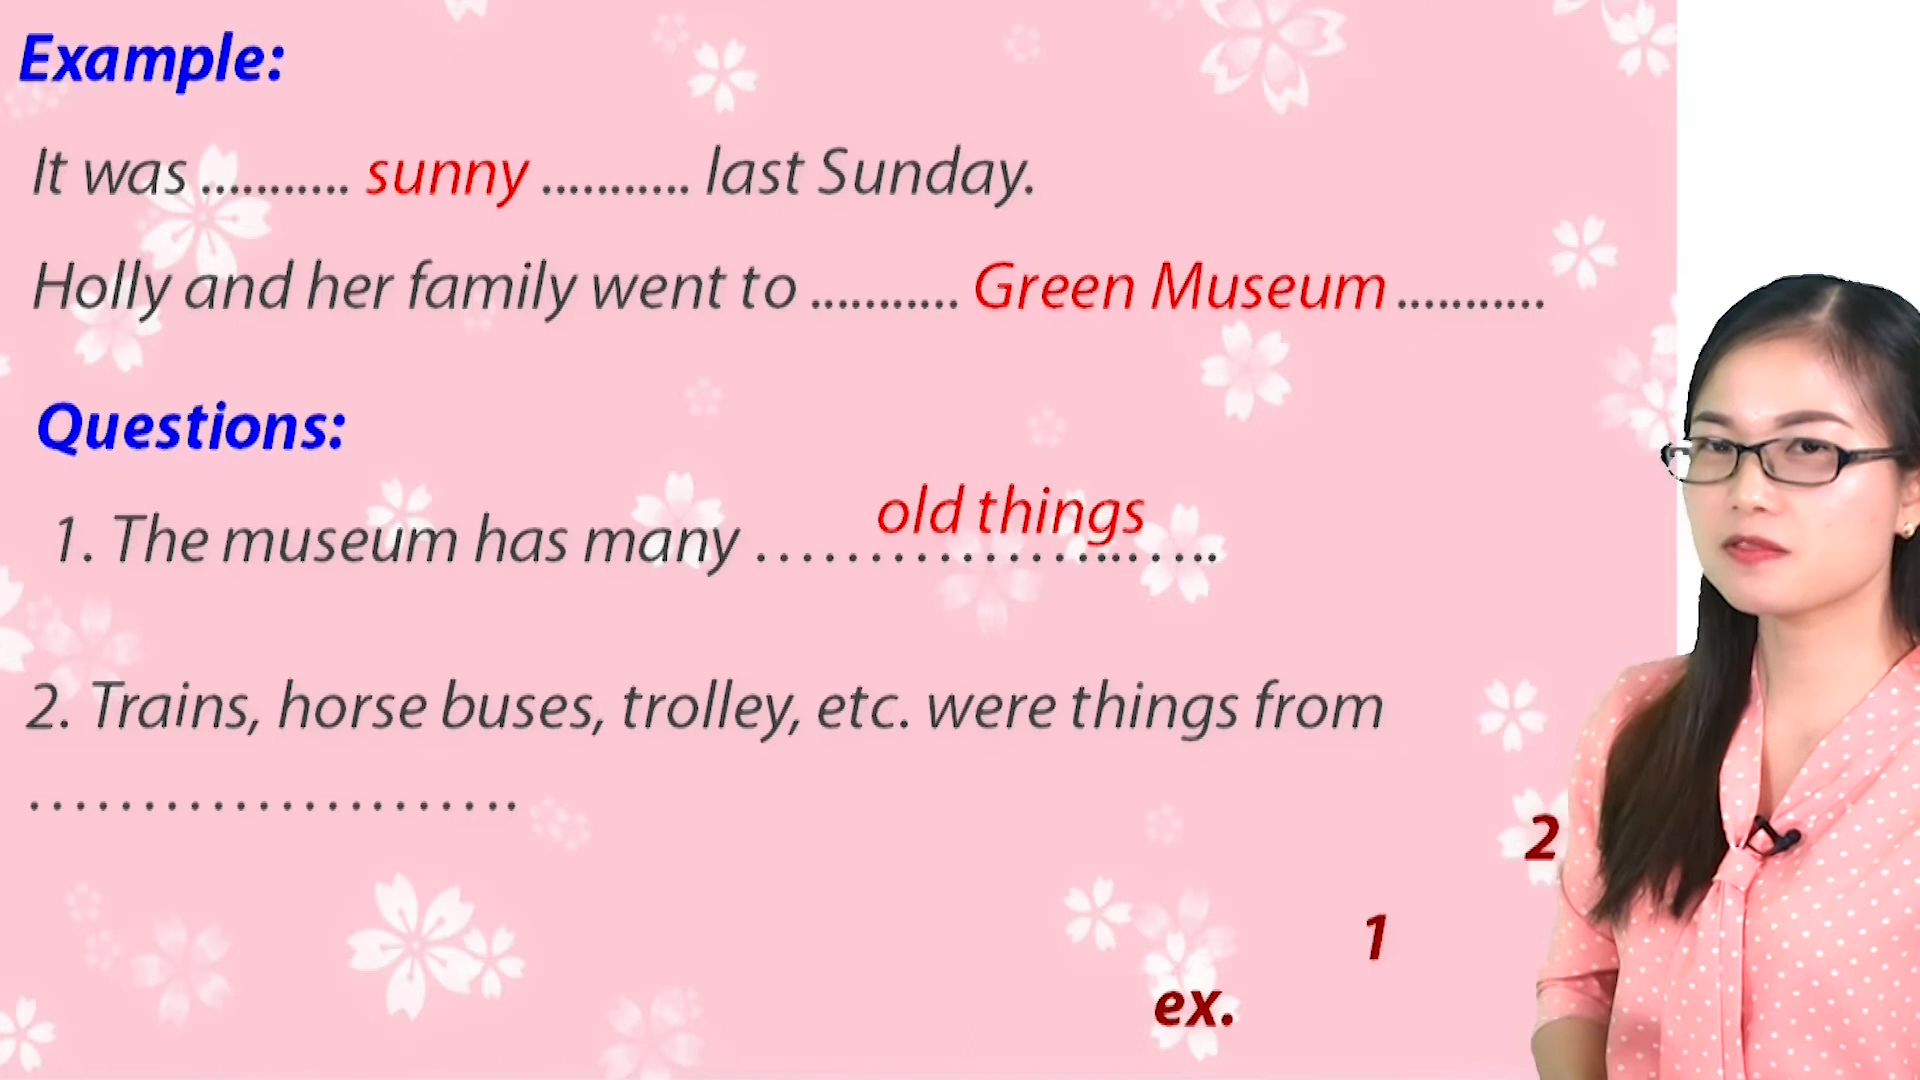 Example:
It was ........... sunny ........... last Sunday.
Holly and her family went to ........... Green Museum ...........
Questions:
old things
1. The museum has many ......................
2. Trains, horse buses, trolley, etc. were things from
......................
2
1
ex.